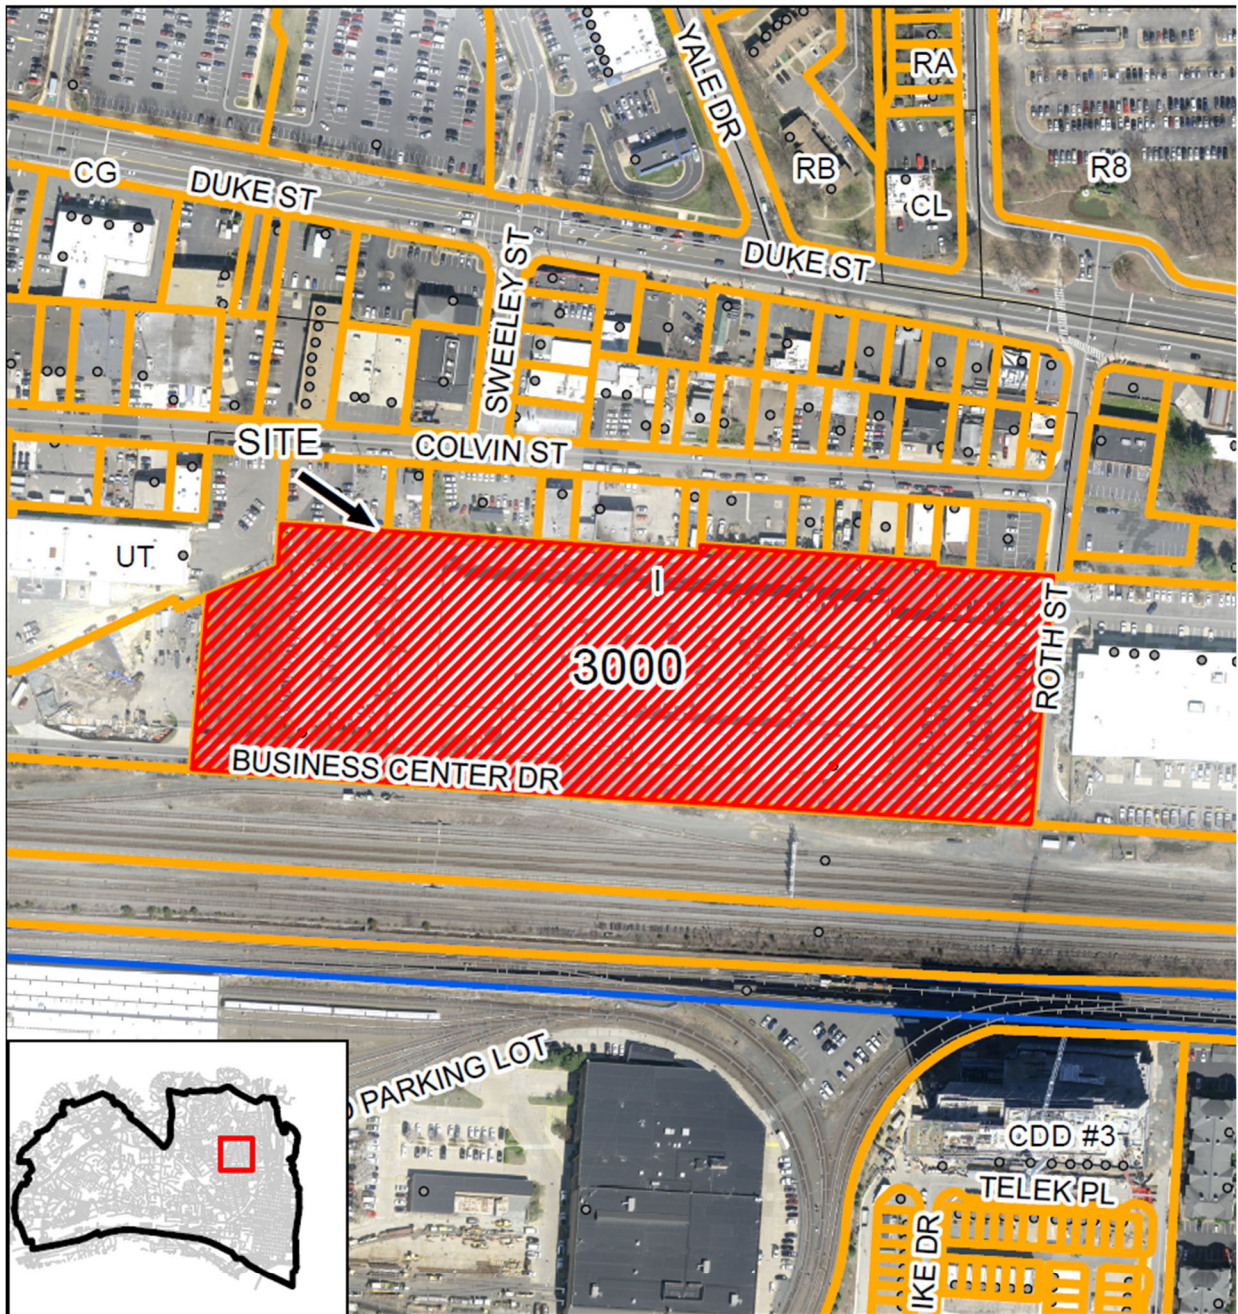 YALE DR
RA
CG
DUKE ST
RB
R8
CL
DUKE ST
SWEELEY ST
SITE
COLVIN ST
UT
I
3000
ROTH ST
BUSINESS CENTER DR
PARKING LOT
CDD #3
TELEK PL
IKE DR